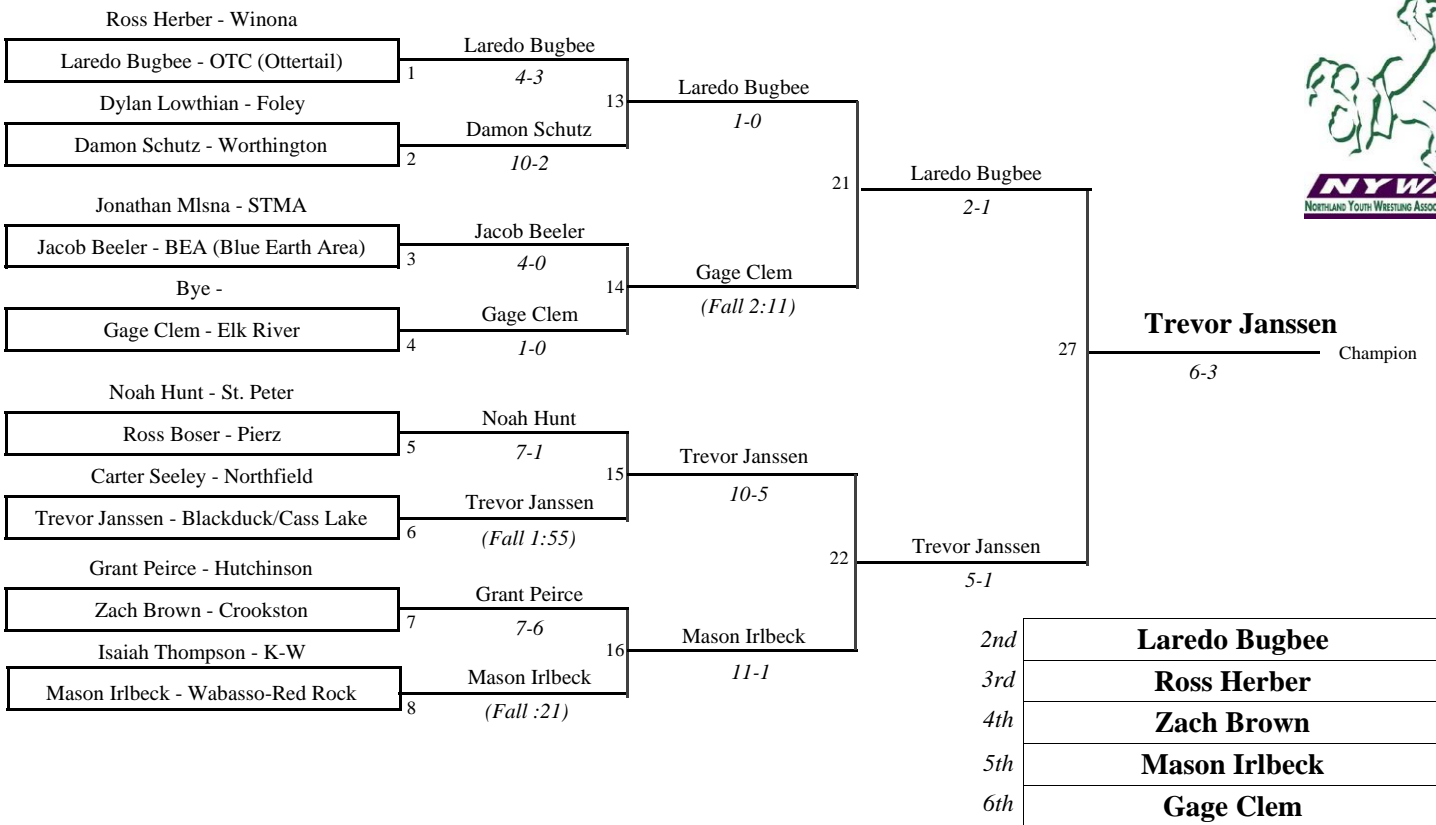 Ross Herber - Winona
Laredo Bugbee - OTC (Ottertail)
1
Dylan Lowthian - Foley
Damon Schutz - Worthington
2
Jonathan Mlsna - STMA
Jacob Beeler - BEA (Blue Earth Area)
3
Bye -
Gage Clem - Elk River
4
Noah Hunt - St. Peter
Ross Boser - Pierz
5
Carter Seeley - Northfield
Trevor Janssen - Blackduck/Cass Lake
6
Grant Peirce - Hutchinson
Zach Brown - Crookston
7
Isaiah Thompson - K-W
Mason Irlbeck - Wabasso-Red Rock
8
Laredo Bugbee
4-3
13
Damon Schutz
10-2
Jacob Beeler
4-0
14
Gage Clem
1-0
Noah Hunt
7-1
15
Trevor Janssen
(Fall 1:55)
Grant Peirce
7-6
16
Mason Irlbeck
(Fall :21)
Laredo Bugbee
1-0
21
Gage Clem
(Fall 2:11)
Trevor Janssen
10-5
22
Mason Irlbeck
11-1
Laredo Bugbee
2-1
27
Trevor Janssen
5-1
Trevor Janssen
Champion
6-3
NYWA
NORTHLAND YOUTH WRESTLING ASSOC
2nd Laredo Bugbee
3rd Ross Herber
4th Zach Brown
5th Mason Irlbeck
6th Gage Clem